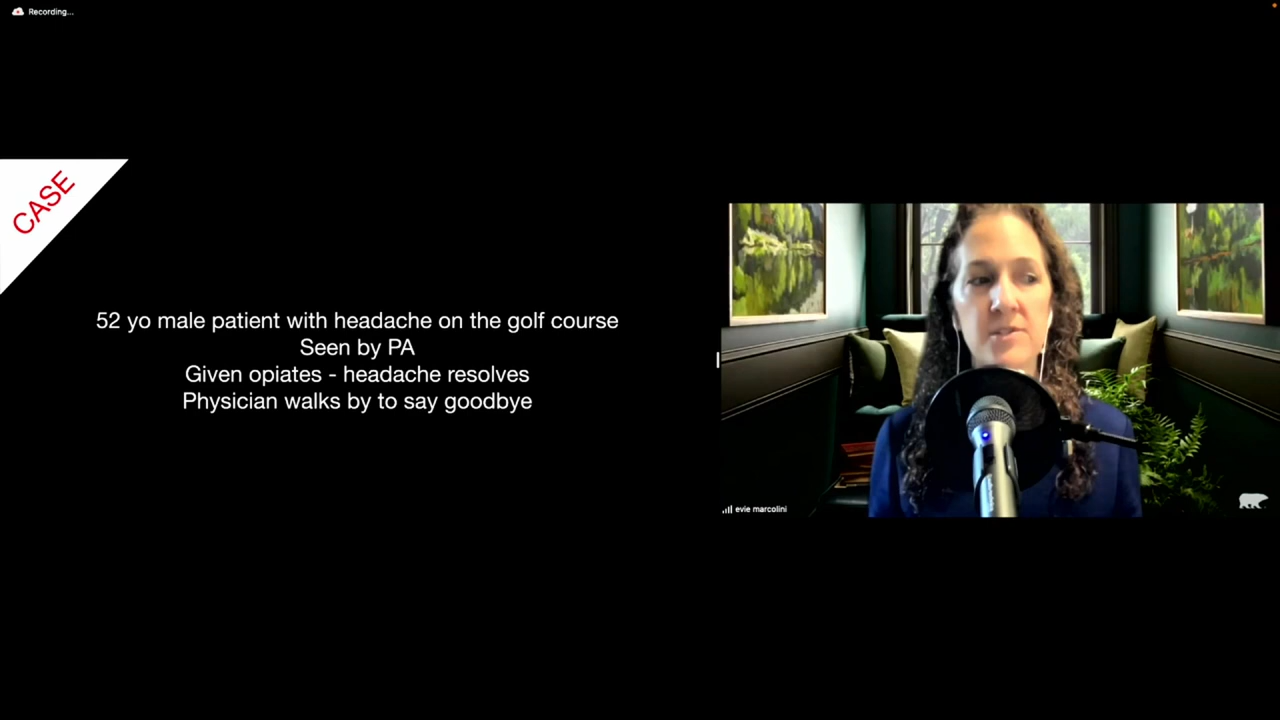 Recording...
CASE
52 yo male patient with headache on the golf course
Seen by PA
Given opiates - headache resolves
Physician walks by to say goodbye
evie marcolini